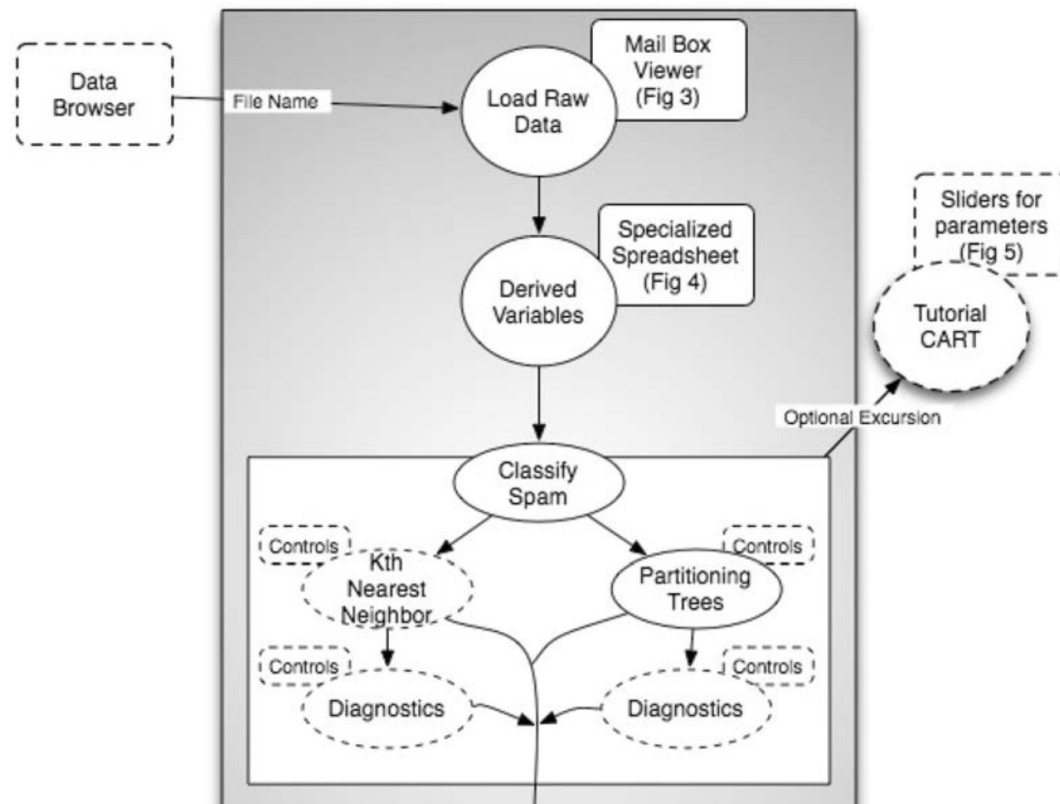 Data
Browser
File Name
Load Raw
Data
Mail Box
Viewer
(Fig 3)
Derived
Variables
Specialized
Spreadsheet
(Fig 4)
Sliders for
parameters
(Fig 5)
Tutorial
CART
Optional Excursion
Classify
Spam
Controls
Kth
Nearest
Neighbor
Controls
Partitioning
Trees
Controls
Diagnostics
Controls
Diagnostics